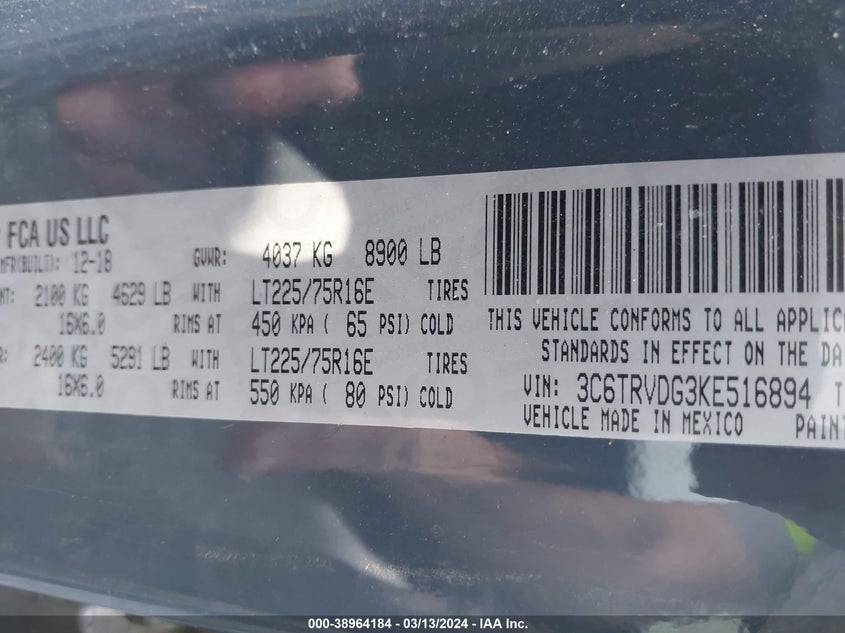 FCA US LLC
MFR(BUILT): 12-18 GVWR: 4037 KG 8900 LB
NT: 2100 KG 4629 LB WITH LT225/75R16E TIRES
16X6.0 RIMS AT 450 KPA ( 65 PSI) COLD
R: 2400 KG 5291 LB WITH LT225/75R16E TIRES
16X6.0 RIMS AT 550 KPA ( 80 PSI) COLD
THIS VEHICLE CONFORMS TO ALL APPLICA
STANDARDS IN EFFECT ON THE DA
VIN: 3C6TRVDG3KE516894 T
VEHICLE MADE IN MEXICO PAINT
000-38964184 - 03/13/2024 - IAA Inc.